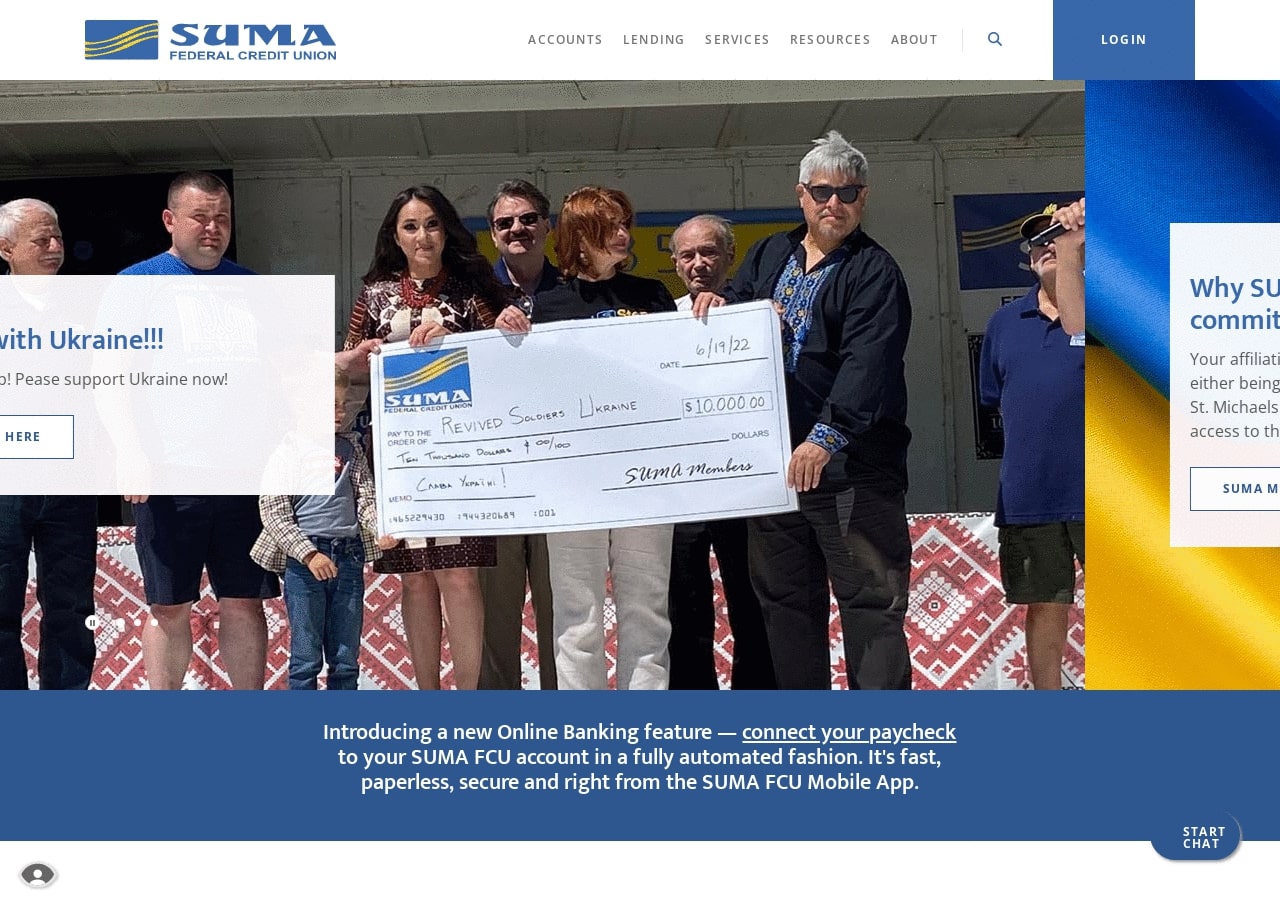 SUMA
FEDERAL CREDIT UNION
ACCOUNTS LENDING SERVICES RESOURCES ABOUT
LOGIN
with Ukraine!!!
Pease support Ukraine now!
HERE
DATE 6/19/22
SUMA
FEDERAL CREDIT UNION
PAY TO THE
ORDER OF Revived Soldiers Ukraine $10,000.00
Ten Thousand Dollars & 00/100 DOLLARS
MEMO Слава Україні! SUMA Members
:465229430 :944320689 :001
Why SU
commit
Your affiliati
either being
St. Michaels
access to th
SUMA M
Introducing a new Online Banking feature — connect your paycheck
to your SUMA FCU account in a fully automated fashion. It's fast,
paperless, secure and right from the SUMA FCU Mobile App.
START
CHAT